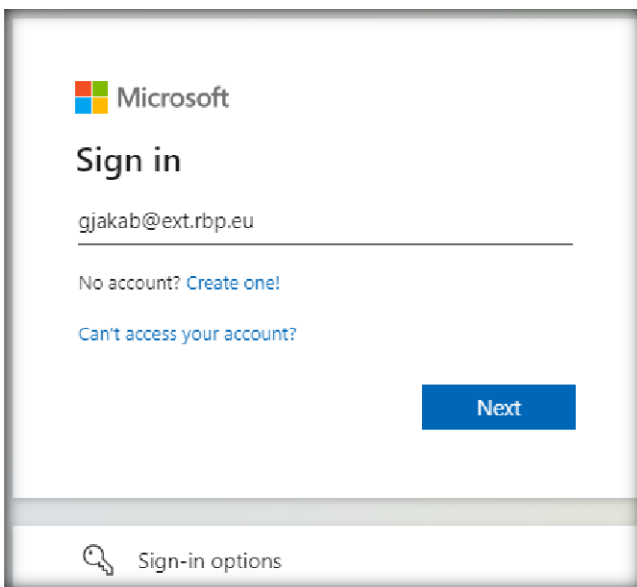 Microsoft
Sign in
gjakab@ext.rbp.eu
No account? Create one!
Can't access your account?
Next
Sign-in options